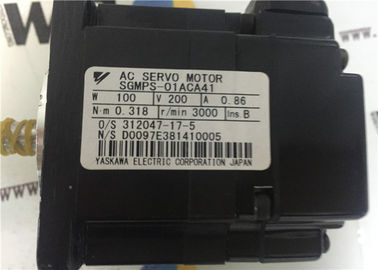 AC SERVO MOTOR
SGMPS-01ACA41
W 100 V 200 A 0.86
N·m 0.318 r/min 3000 Ins. B
O/S 312047-17-5
S/N D0097E381410005
YASKAWA ELECTRIC CORPORATION JAPAN